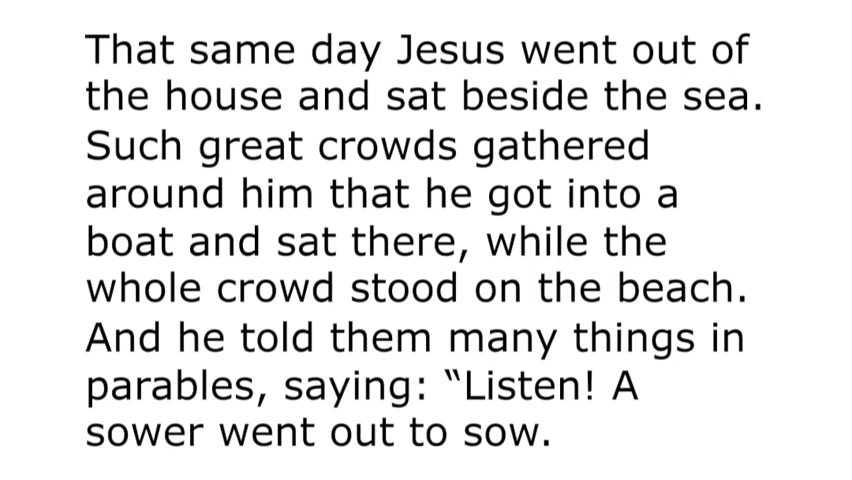 That same day Jesus went out of
the house and sat beside the sea.
Such great crowds gathered
around him that he got into a
boat and sat there, while the
whole crowd stood on the beach.
And he told them many things in
parables, saying: “Listen! A
sower went out to sow.